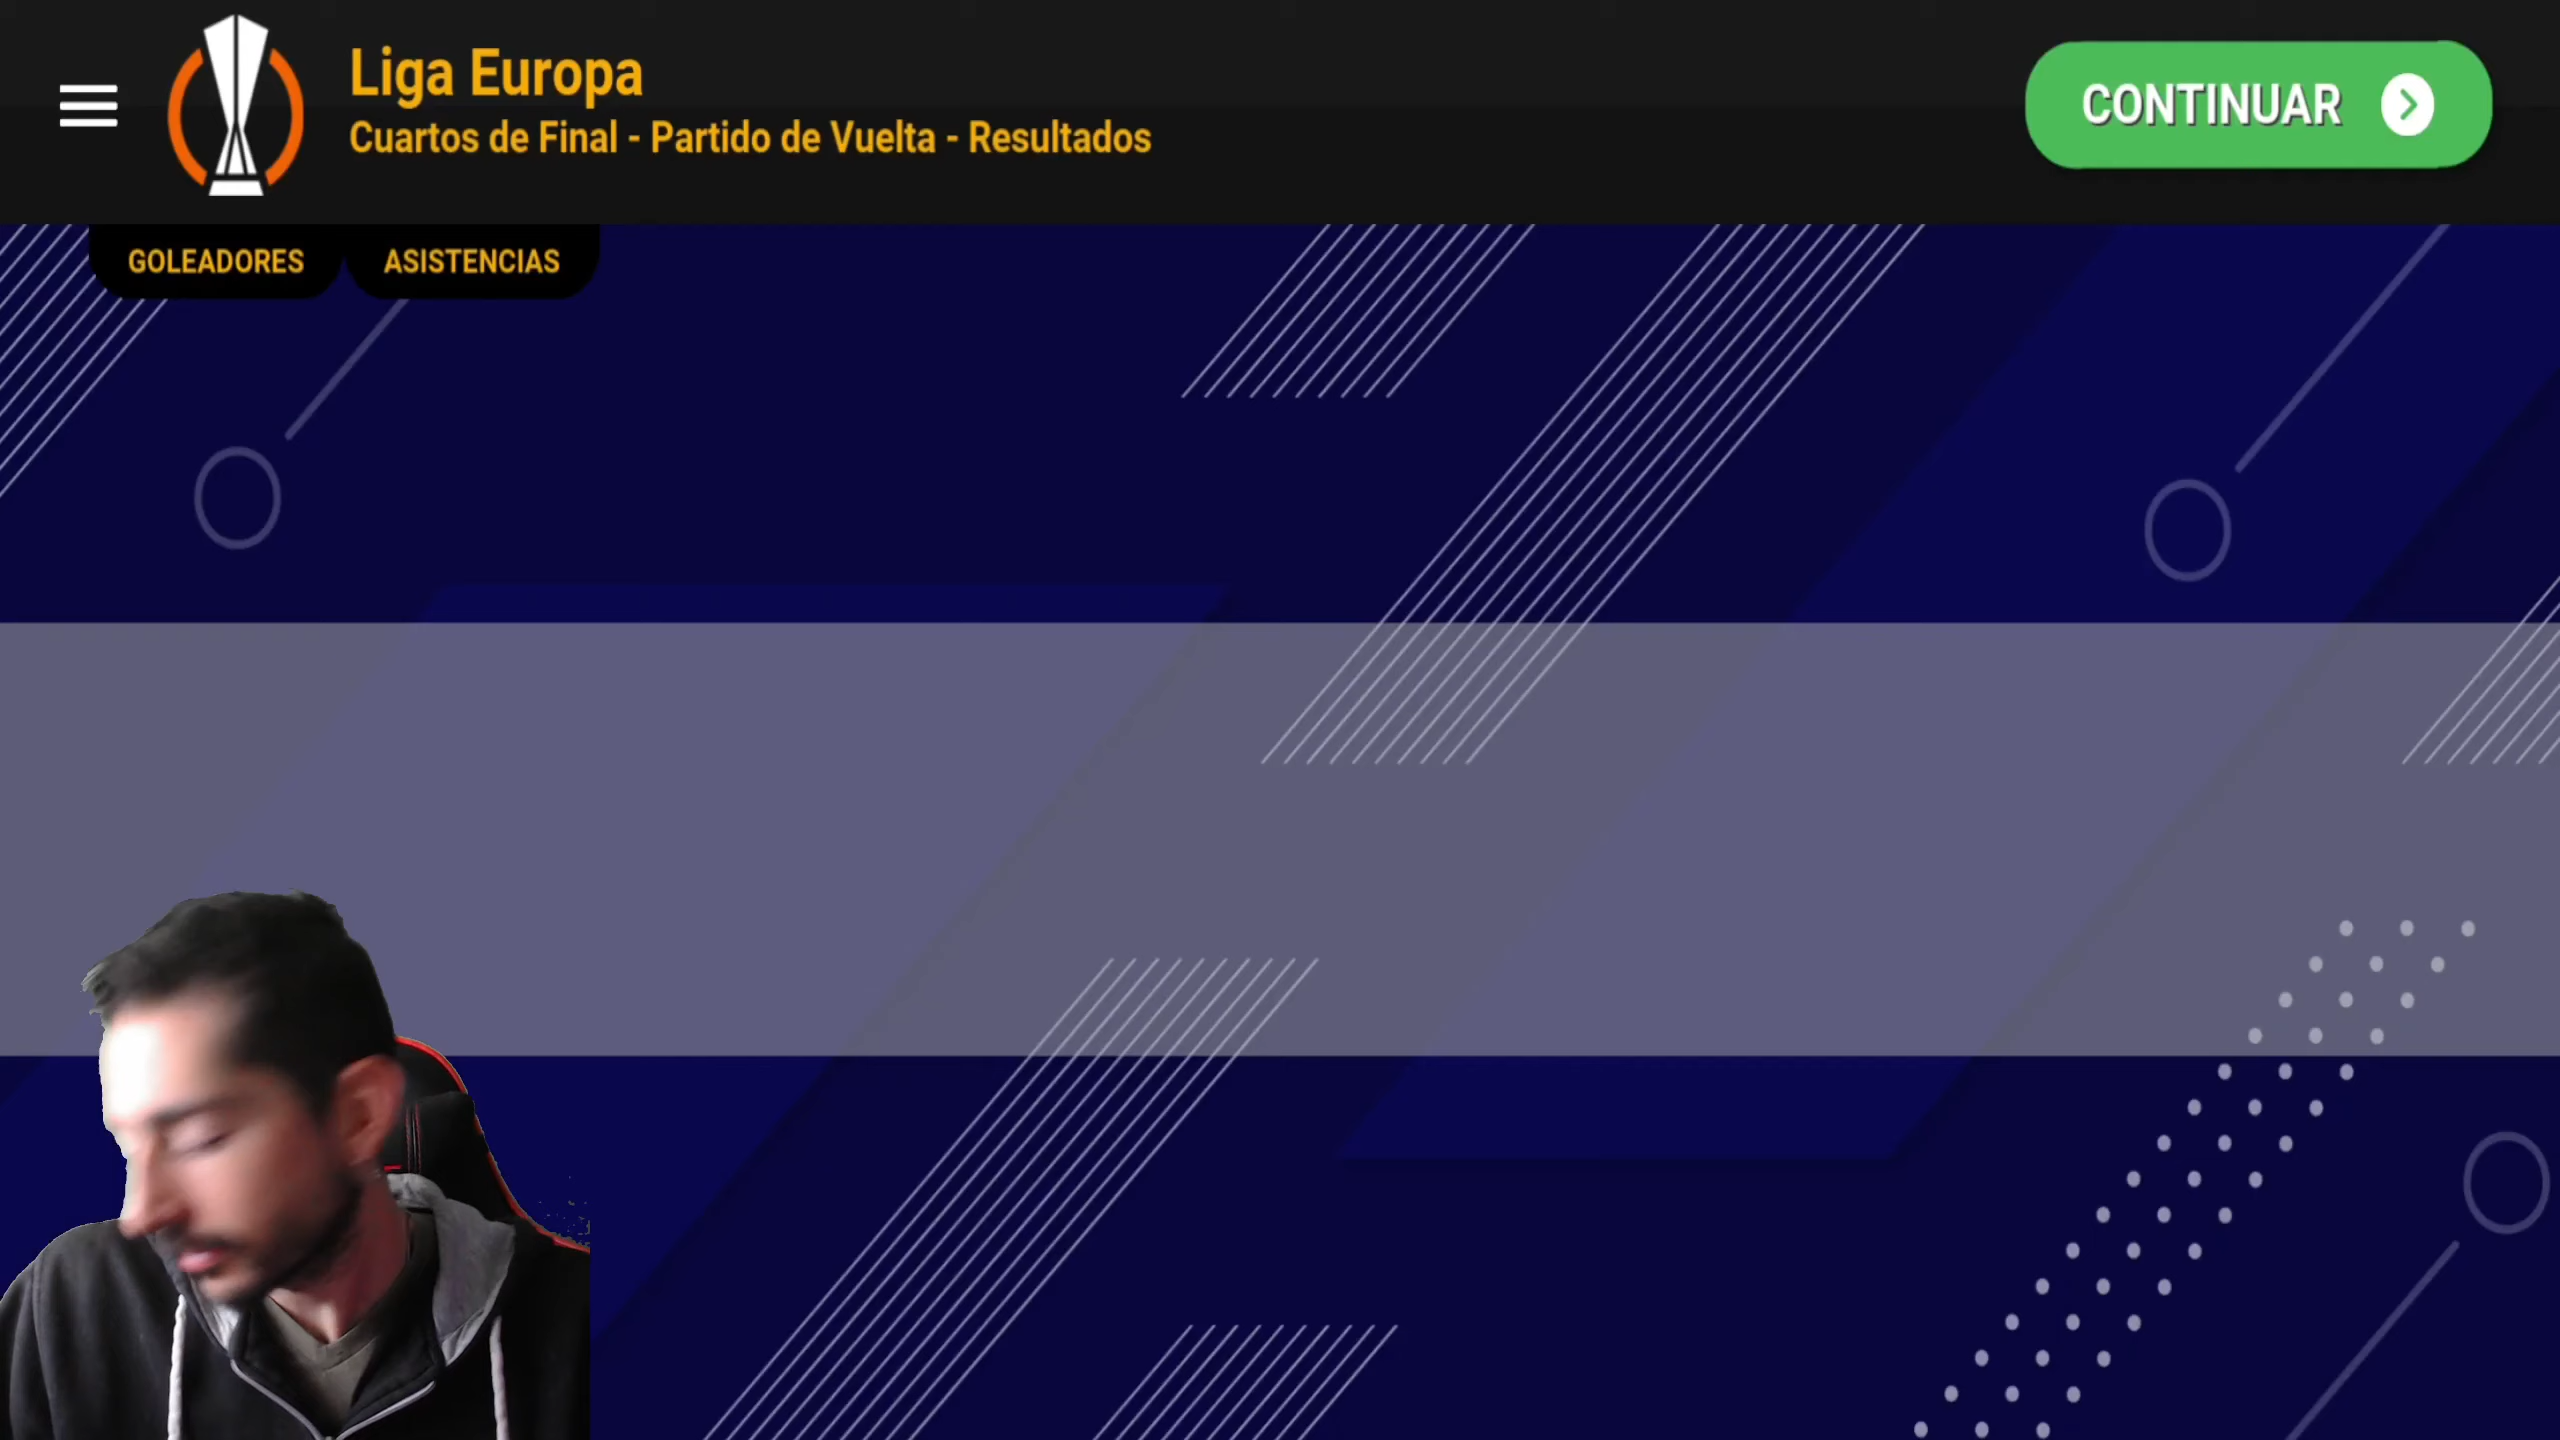 Liga Europa
Cuartos de Final - Partido de Vuelta - Resultados
CONTINUAR
GOLEADORES
ASISTENCIAS